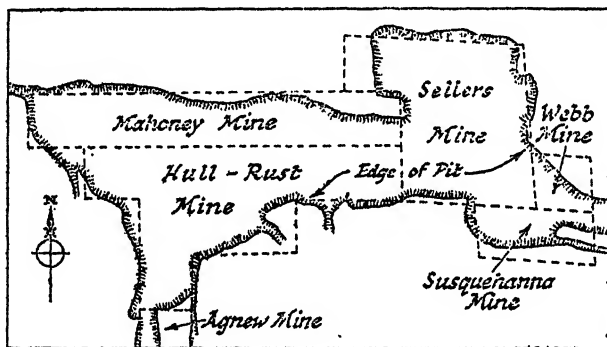 Sellers
Mine
Mahoney Mine
Webb
Mine
Hull - Rust
Mine
Edge of Pit
N
Susquehanna
Mine
Agnew Mine